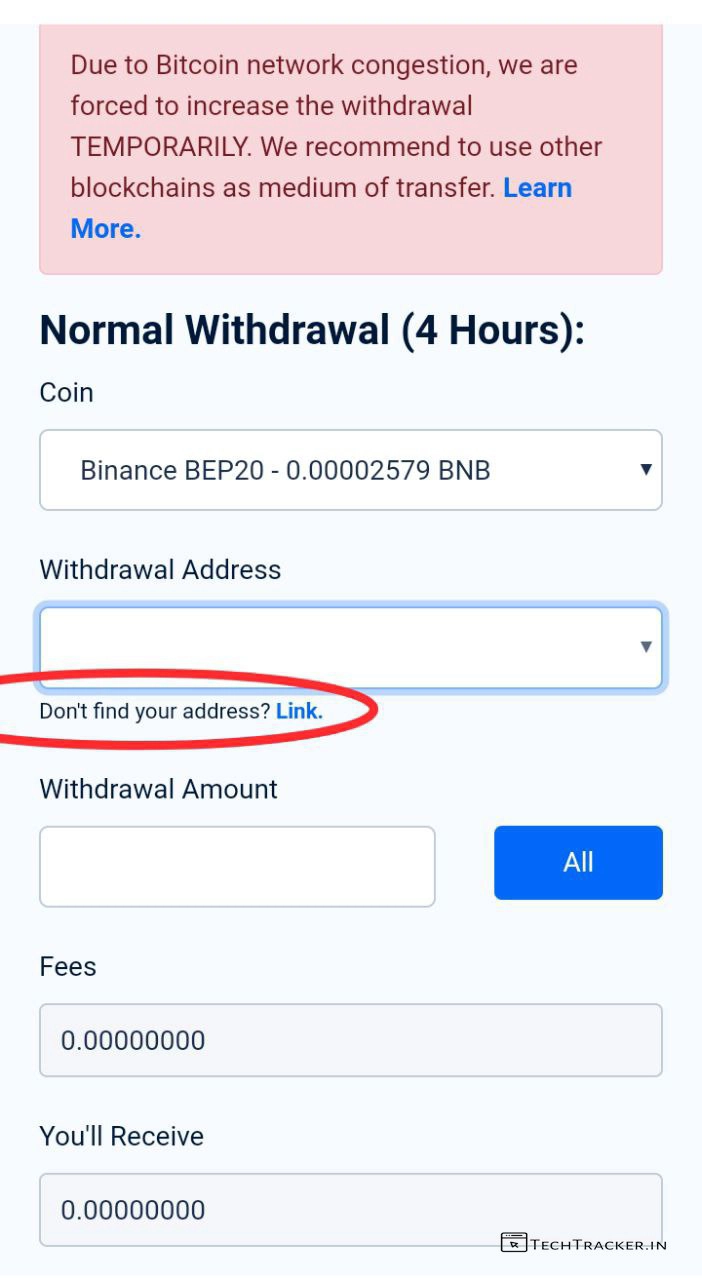 Due to Bitcoin network congestion, we are
forced to increase the withdrawal
TEMPORARILY. We recommend to use other
blockchains as medium of transfer. Learn
More.
Normal Withdrawal (4 Hours):
Coin
Binance BEP20 - 0.00002579 BNB
Withdrawal Address
Don't find your address? Link.
Withdrawal Amount
All
Fees
0.00000000
You'll Receive
0.00000000
TECHTRACKER.IN